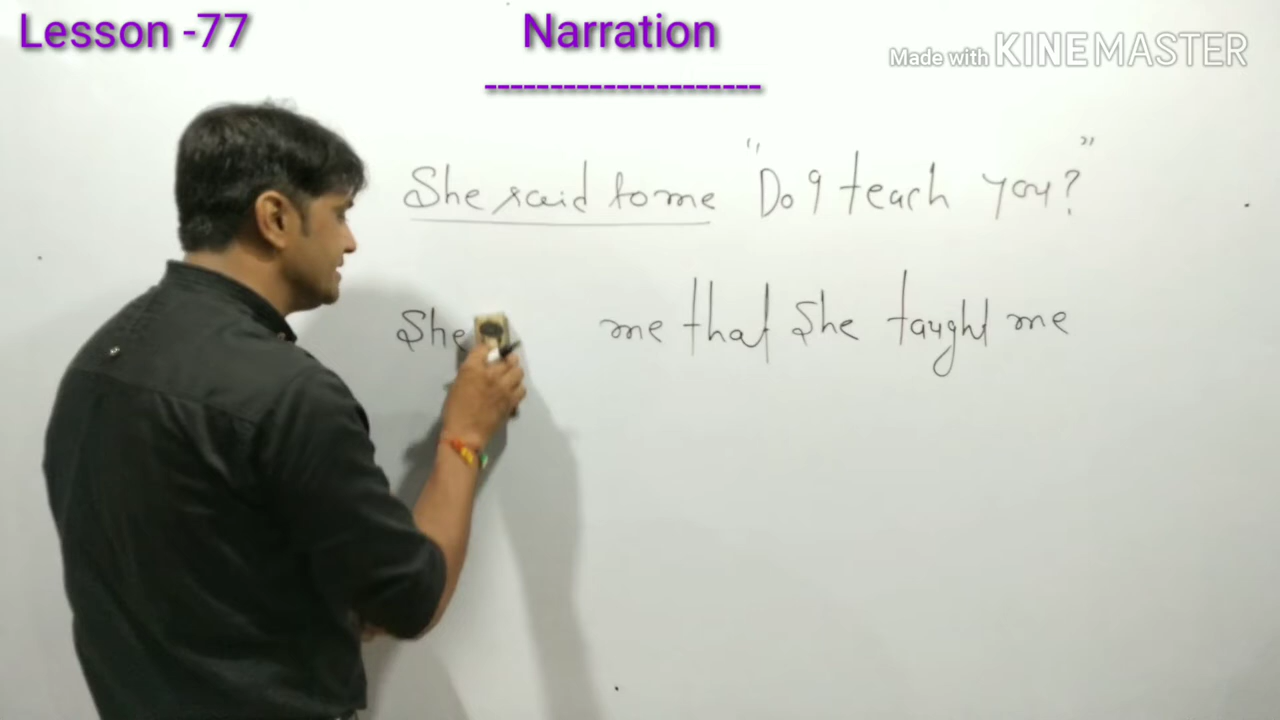 Lesson -77
Narration
Made with KINEMASTER
She said to me "Do I teach you?"
She me that she taught me